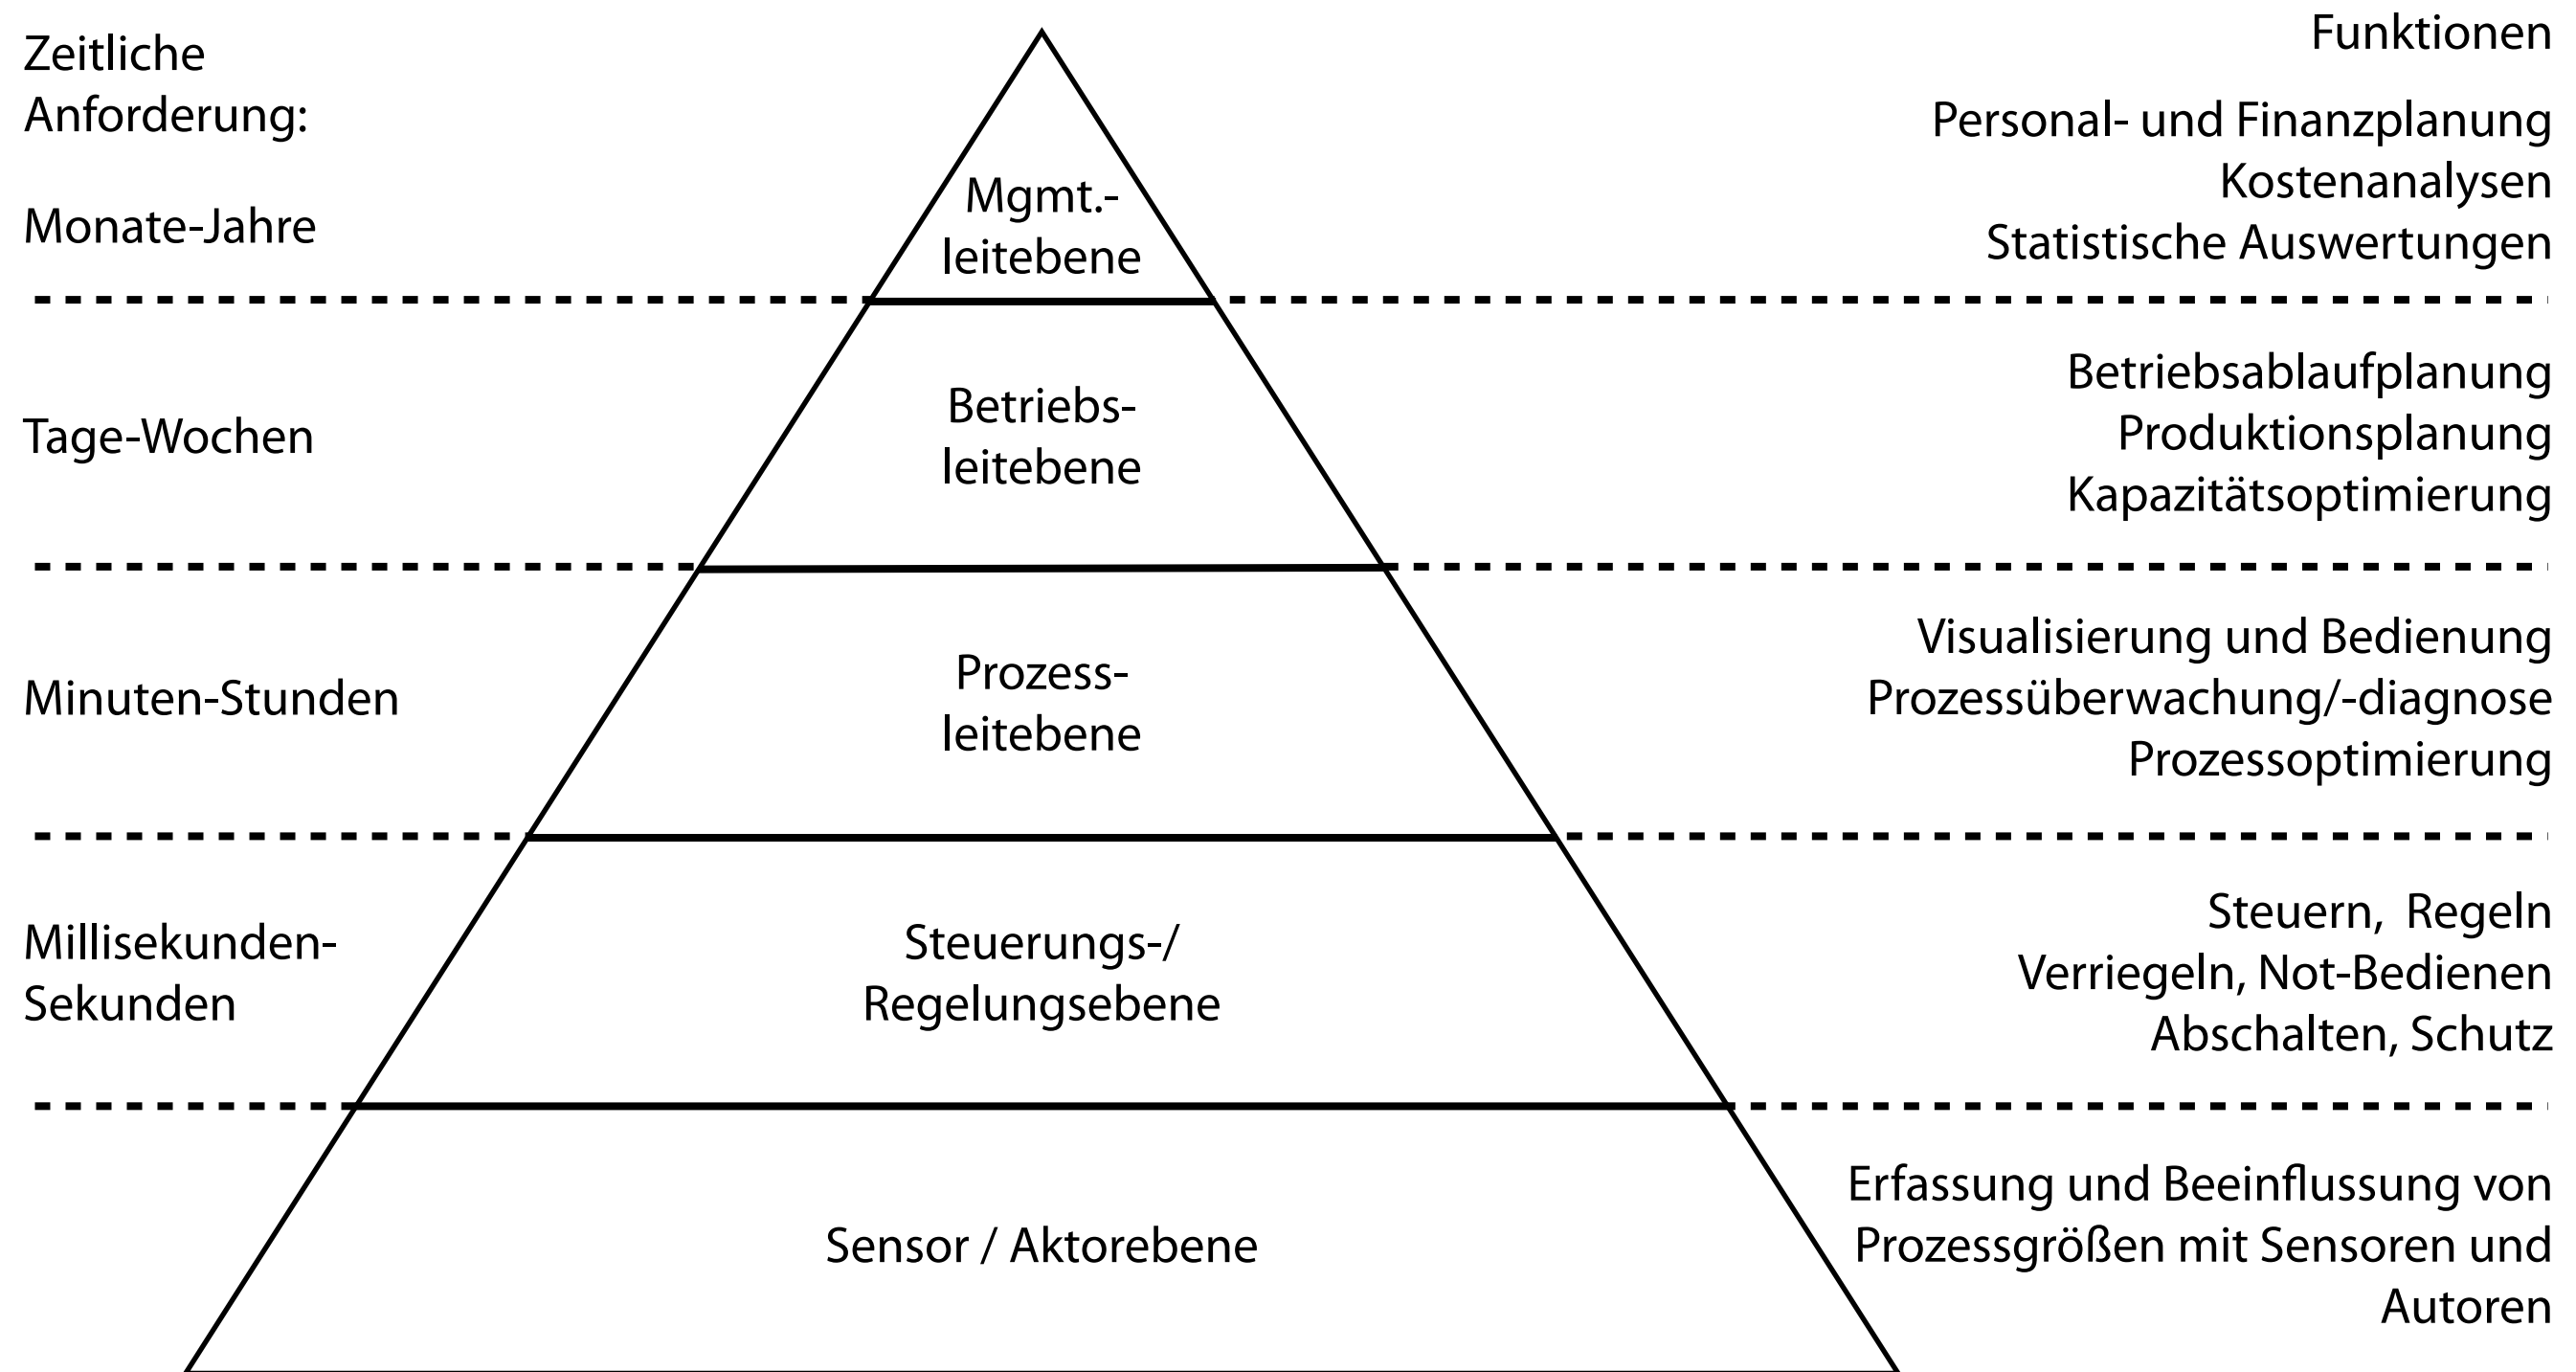 Zeitliche
Anforderung:
Funktionen
Monate-Jahre
Mgmt.-
leitebene
Personal- und Finanzplanung
Kostenanalysen
Statistische Auswertungen
Tage-Wochen
Betriebs-
leitebene
Betriebsablaufplanung
Produktionsplanung
Kapazitätsoptimierung
Minuten-Stunden
Prozess-
leitebene
Visualisierung und Bedienung
Prozessüberwachung/-diagnose
Prozessoptimierung
Millisekunden-
Sekunden
Steuerungs-/
Regelungsebene
Steuern, Regeln
Verriegeln, Not-Bedienen
Abschalten, Schutz
Sensor / Aktorebene
Erfassung und Beeinflussung von
Prozessgrößen mit Sensoren und
Autoren